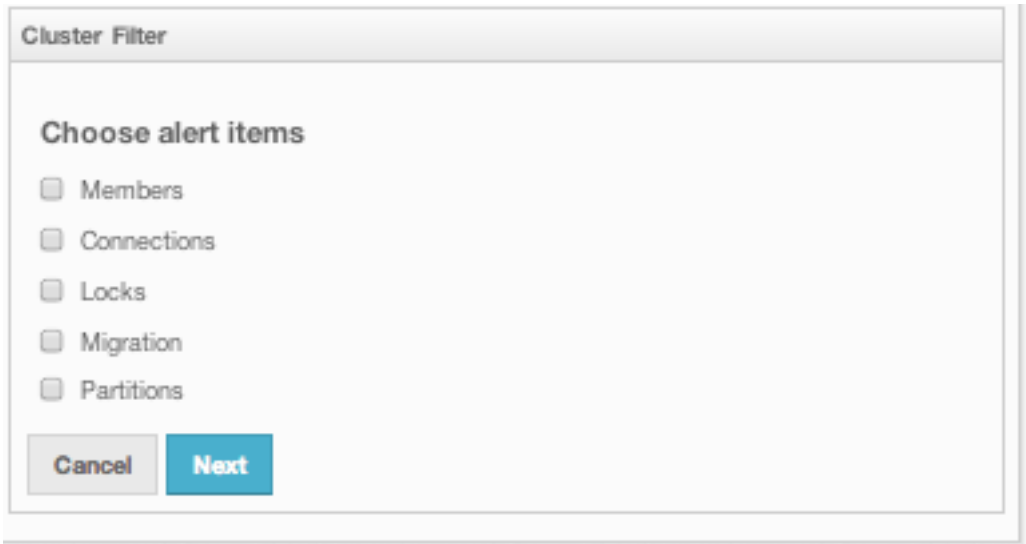 Cluster Filter
Choose alert items
Members
Connections
Locks
Migration
Partitions
Cancel Next